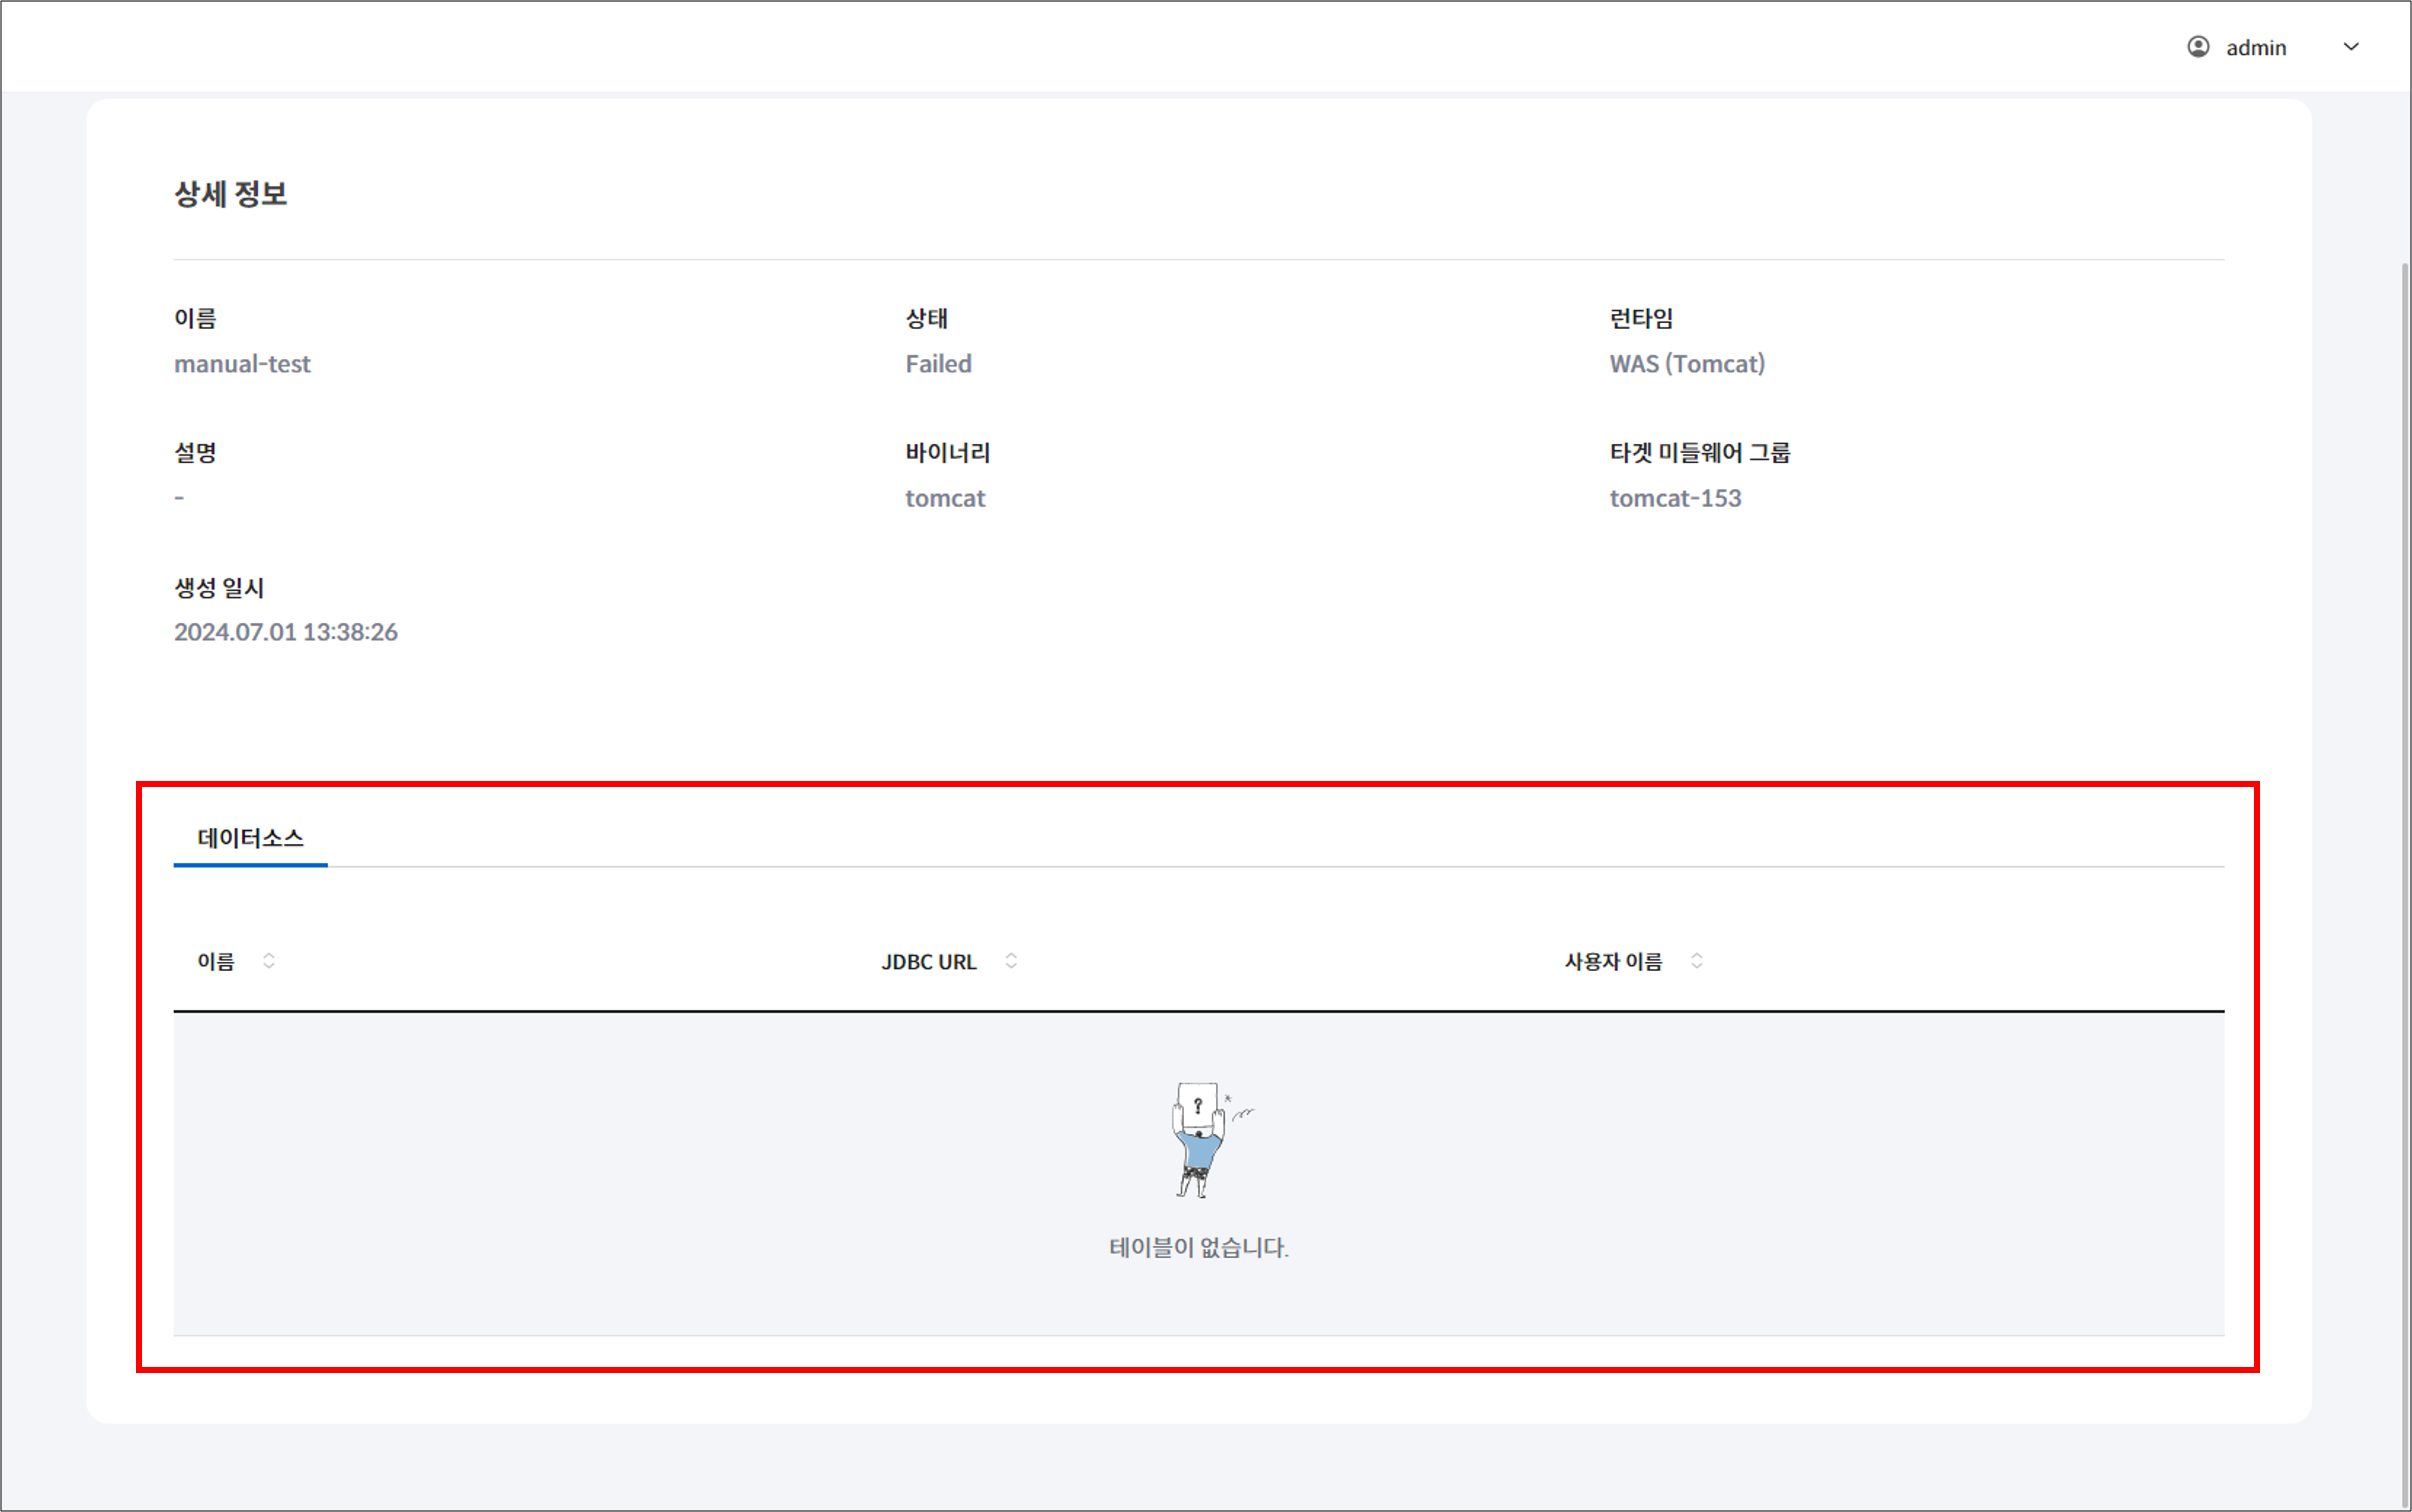 admin
상세 정보
이름
manual-test
상태
Failed
런타임
WAS (Tomcat)
설명
-
바이너리
tomcat
타겟 미들웨어 그룹
tomcat-153
생성 일시
2024.07.01 13:38:26
데이터소스
이름 JDBC URL 사용자 이름
?
테이블이 없습니다.